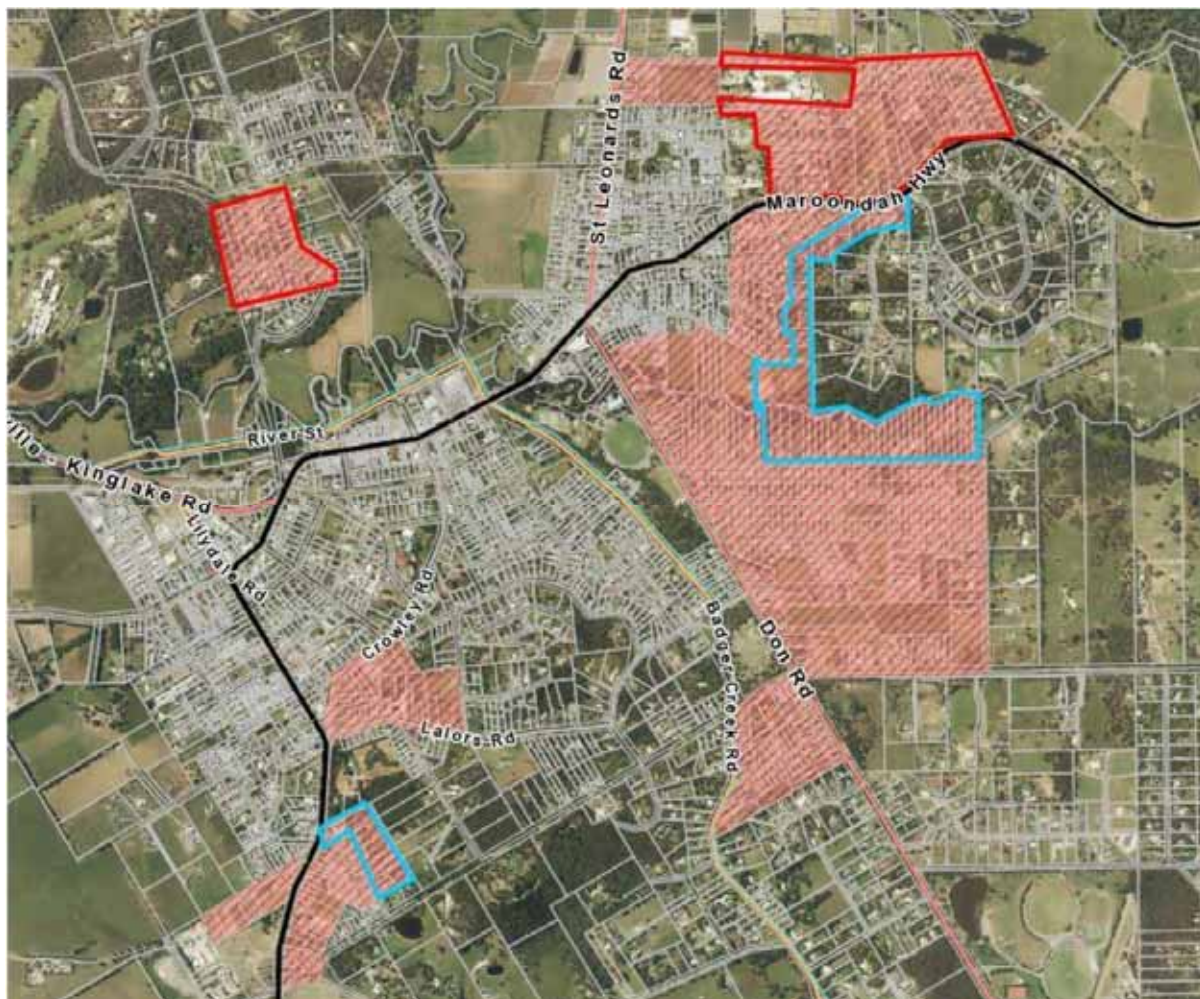 St Leonards Rd
Maroondah Hwy
River St
ville - Kinglake Rd
Lilydale Rd
Crowley Rd
Badger Creek Rd
Don Rd
Lalors Rd